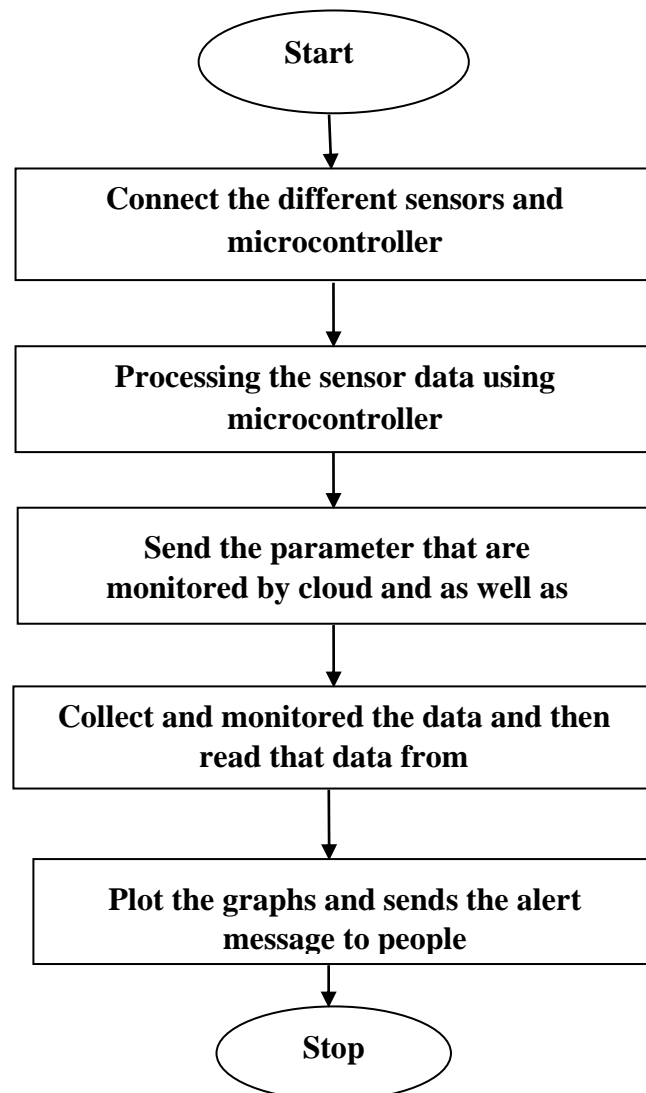 Start
Connect the different sensors and
microcontroller
Processing the sensor data using
microcontroller
Send the parameter that are
monitored by cloud and as well as
Collect and monitored the data and then
read that data from
Plot the graphs and sends the alert
message to people
Stop